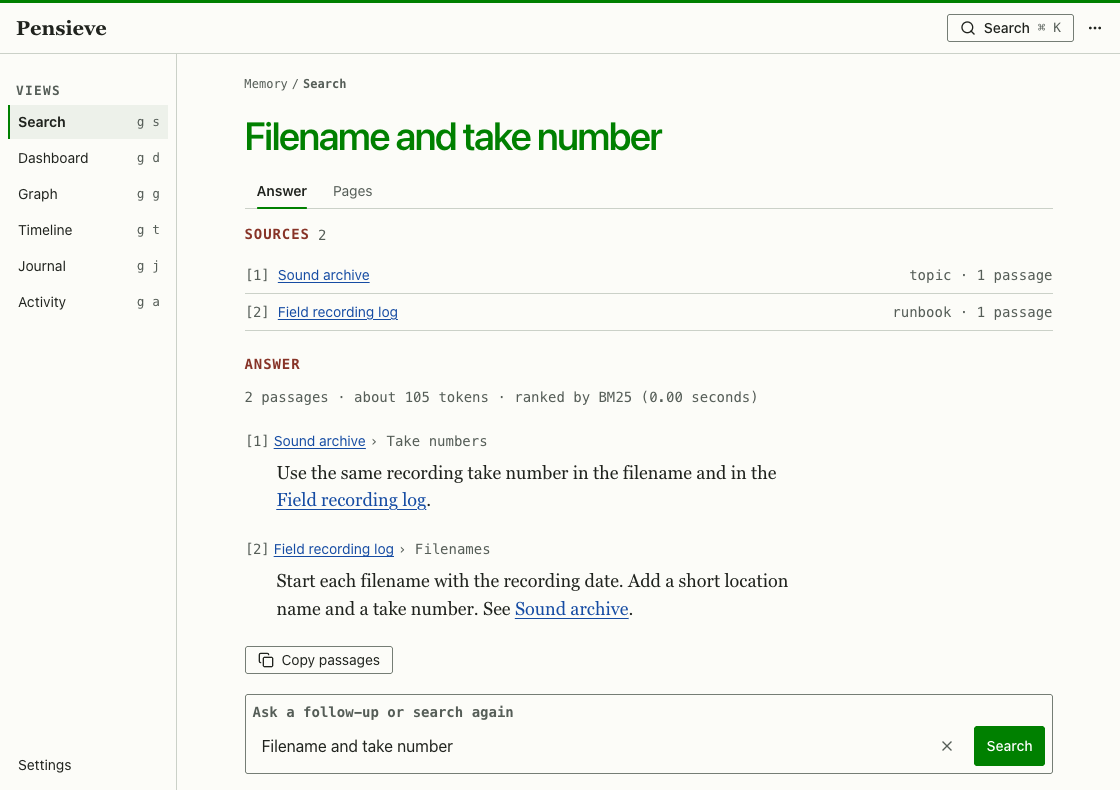 Pensieve
Search ⌘ K
VIEWS
Search g s
Dashboard g d
Graph g g
Timeline g t
Journal g j
Activity g a
Settings
Memory / Search
Filename and take number
Answer Pages
SOURCES 2
[1] Sound archive topic · 1 passage
[2] Field recording log runbook · 1 passage
ANSWER
2 passages · about 105 tokens · ranked by BM25 (0.00 seconds)
[1] Sound archive › Take numbers
Use the same recording take number in the filename and in the
Field recording log.
[2] Field recording log › Filenames
Start each filename with the recording date. Add a short location
name and a take number. See Sound archive.
Copy passages
Ask a follow-up or search again
Filename and take number
Search